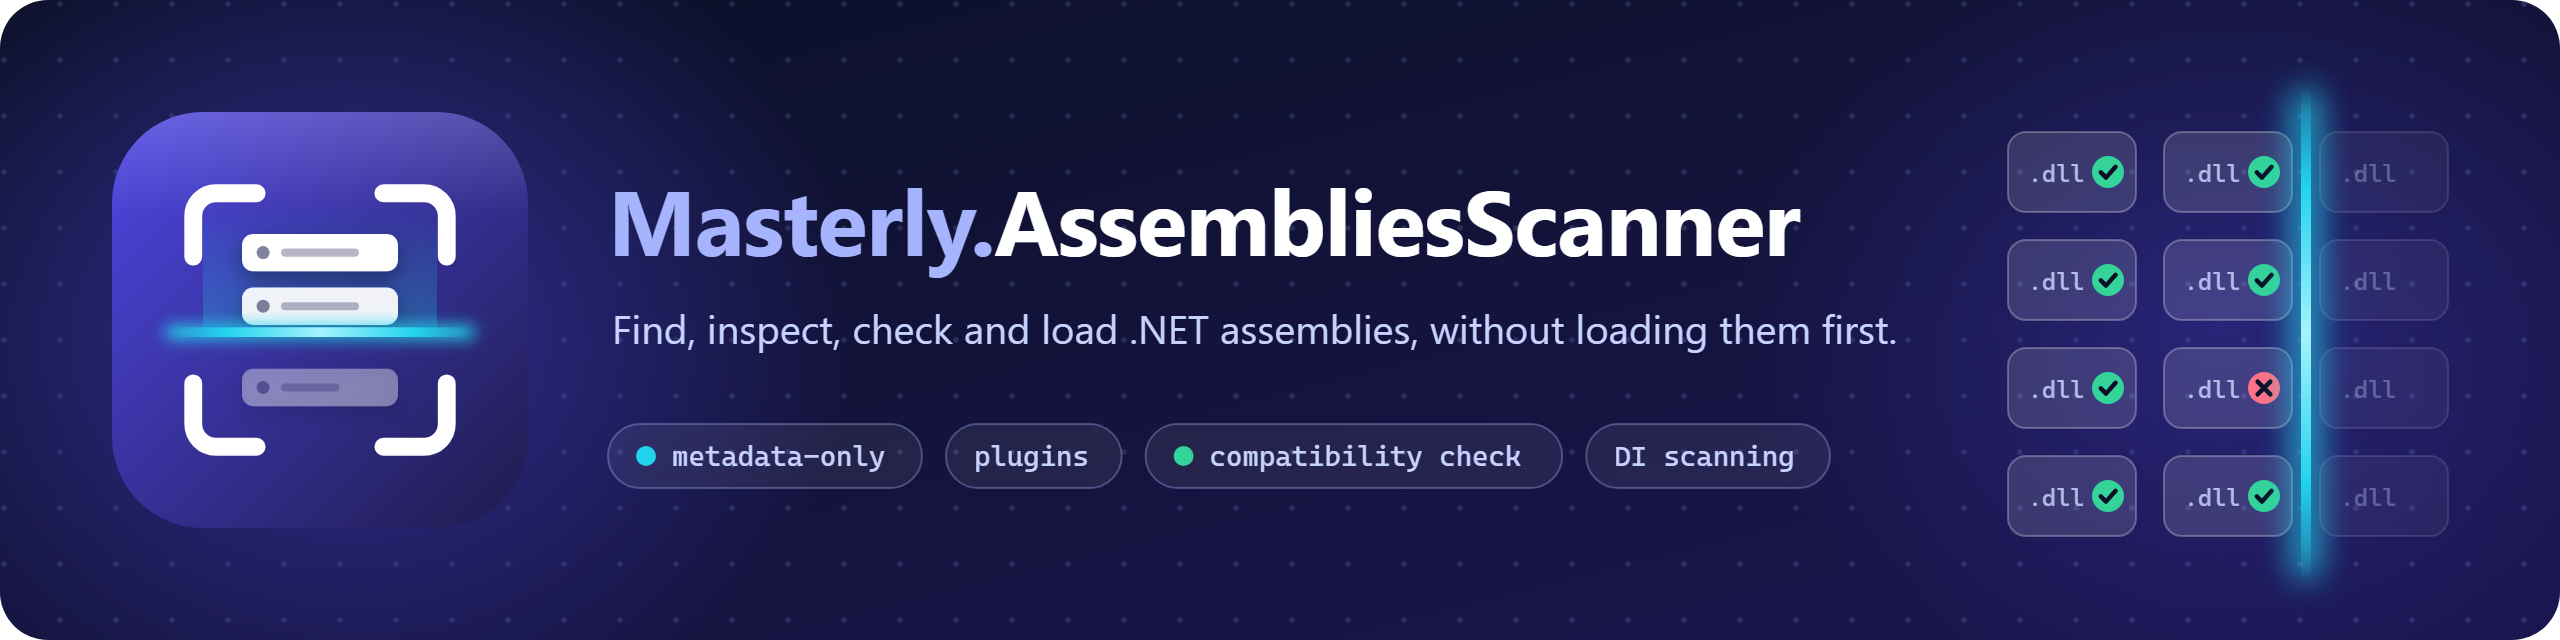 Masterly.AssembliesScanner
Find, inspect, check and load .NET assemblies, without loading them first.
metadata-only plugins compatibility check DI scanning
.dll .dll .dll
.dll .dll .dll
.dll .dll .dll
.dll .dll .dll